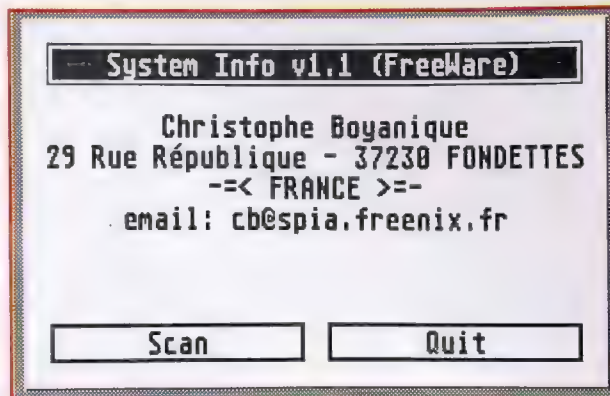 System Info v1.1 (FreeWare)
Christophe Boyanique
29 Rue République - 37230 FONDETTES
-=< FRANCE >=-
email: cb@spia.freenix.fr
Scan
Quit